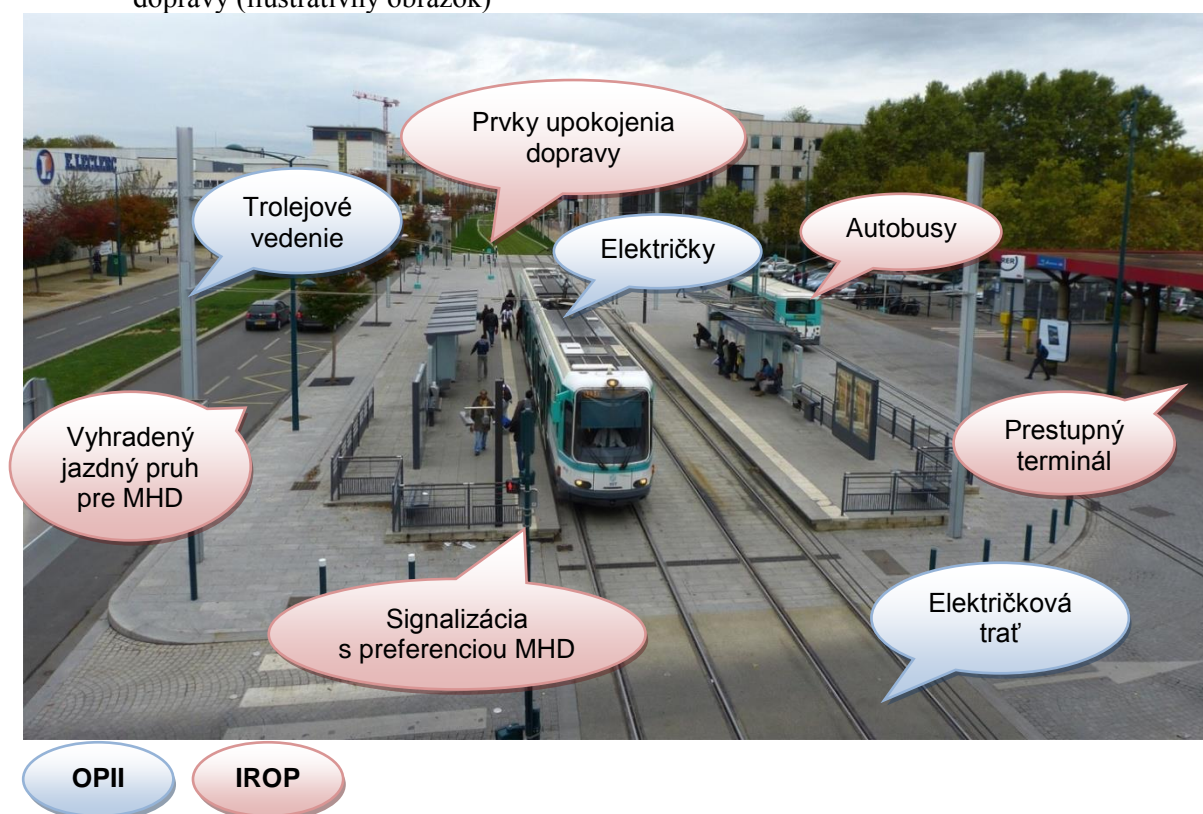 dopravy (ilustratívny obrázok)
Prvky upokojenia
dopravy
E.LECLERC
Trolejové
vedenie
Električky
Autobusy
RER
Vyhradený
jazdný pruh
pre MHD
Prestupný
terminál
Signalizácia
s preferenciou MHD
Električková
trať
OPII
IROP